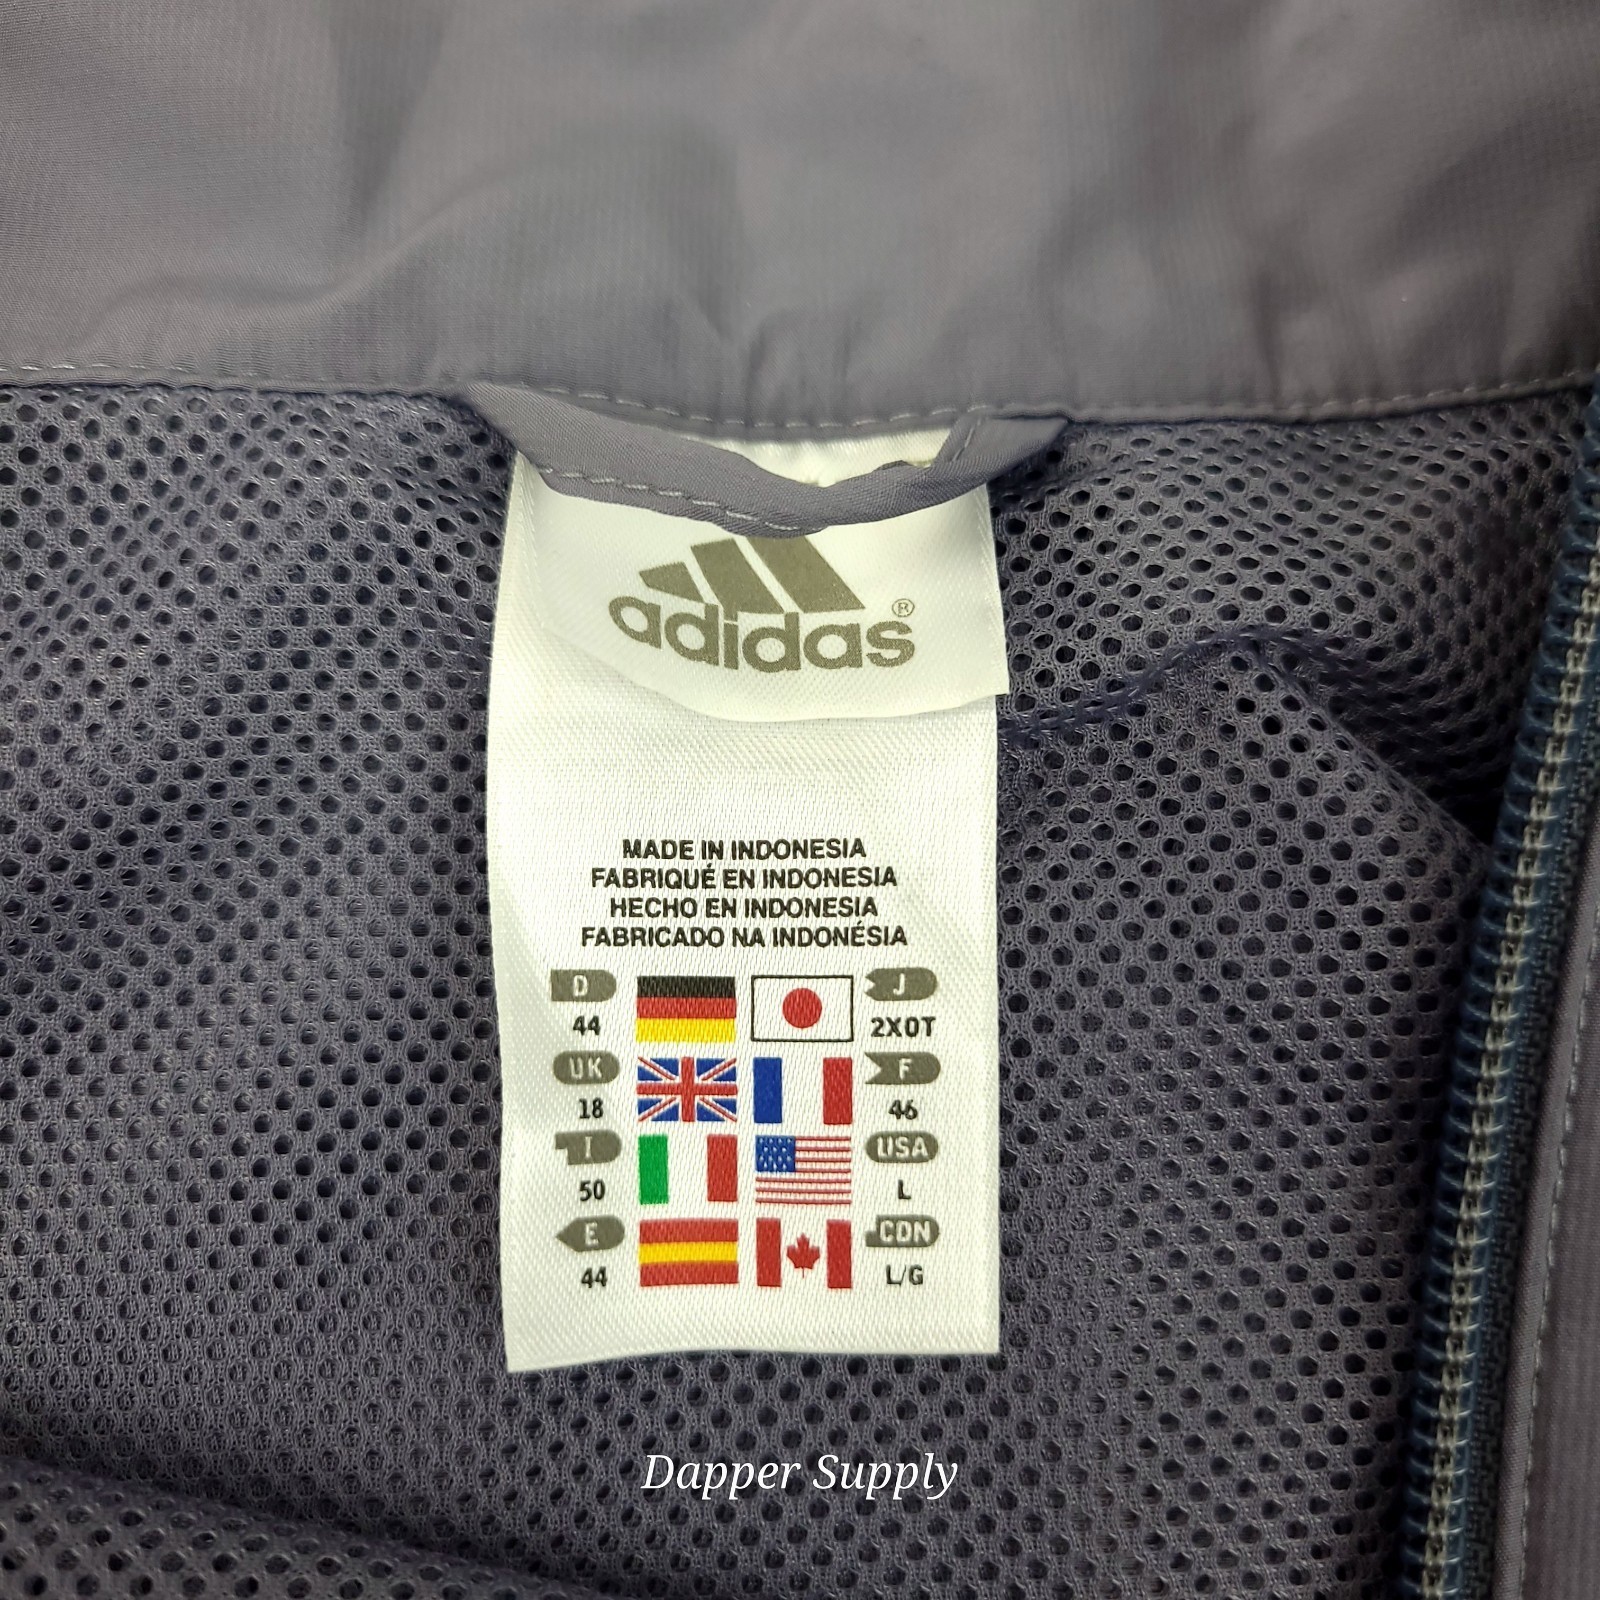 adidas®
MADE IN INDONESIA
FABRIQUÉ EN INDONESIA
HECHO EN INDONESIA
FABRICADO NA INDONÉSIA
D J
44 2XOT
UK F
18 46
I USA
50 L
E CDN
44 L/G
Dapper Supply